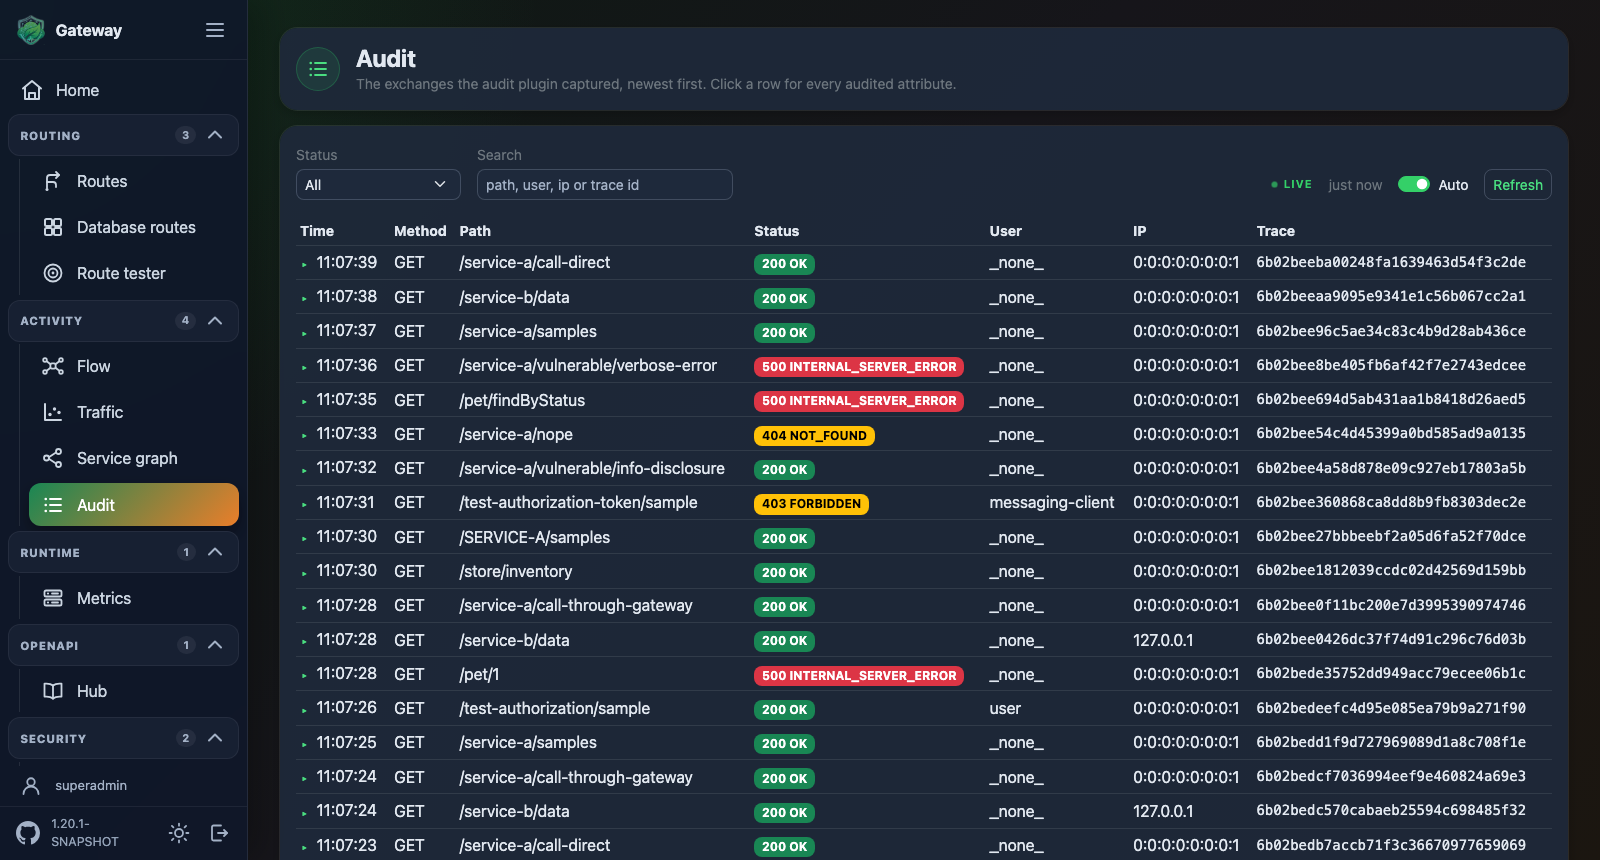 Gateway
Home
ROUTING 3
Routes
Database routes
Route tester
ACTIVITY 4
Flow
Traffic
Service graph
Audit
RUNTIME 1
Metrics
OPENAPI 1
Hub
SECURITY 2
superadmin
1.20.1-
SNAPSHOT
Audit
The exchanges the audit plugin captured, newest first. Click a row for every audited attribute.
Status Search
All path, user, ip or trace id LIVE just now Auto Refresh
Time Method Path Status User IP Trace
11:07:39 GET /service-a/call-direct 200 OK _none_ 0:0:0:0:0:0:0:1 6b02beeba00248fa1639463d54f3c2de
11:07:38 GET /service-b/data 200 OK _none_ 0:0:0:0:0:0:0:1 6b02beeaa9095e9341e1c56b067cc2a1
11:07:37 GET /service-a/samples 200 OK _none_ 0:0:0:0:0:0:0:1 6b02bee96c5ae34c83c4b9d28ab436ce
11:07:36 GET /service-a/vulnerable/verbose-error 500 INTERNAL_SERVER_ERROR _none_ 0:0:0:0:0:0:0:1 6b02bee8be405fb6af42f7e2743edcee
11:07:35 GET /pet/findByStatus 500 INTERNAL_SERVER_ERROR _none_ 0:0:0:0:0:0:0:1 6b02bee694d5ab431aa1b8418d26aed5
11:07:33 GET /service-a/nope 404 NOT_FOUND _none_ 0:0:0:0:0:0:0:1 6b02bee54c4d45399a0bd585ad9a0135
11:07:32 GET /service-a/vulnerable/info-disclosure 200 OK _none_ 0:0:0:0:0:0:0:1 6b02bee4a58d878e09c927eb17803a5b
11:07:31 GET /test-authorization-token/sample 403 FORBIDDEN messaging-client 0:0:0:0:0:0:0:1 6b02bee360868ca8dd8b9fb8303dec2e
11:07:30 GET /SERVICE-A/samples 200 OK _none_ 0:0:0:0:0:0:0:1 6b02bee27bbbeebf2a05d6fa52f70dce
11:07:30 GET /store/inventory 200 OK _none_ 0:0:0:0:0:0:0:1 6b02bee1812039ccdc02d42569d159bb
11:07:28 GET /service-a/call-through-gateway 200 OK _none_ 0:0:0:0:0:0:0:1 6b02bee0f11bc200e7d3995390974746
11:07:28 GET /service-b/data 200 OK _none_ 127.0.0.1 6b02bee0426dc37f74d91c296c76d03b
11:07:28 GET /pet/1 500 INTERNAL_SERVER_ERROR _none_ 0:0:0:0:0:0:0:1 6b02bede35752dd949acc79ecee06b1c
11:07:26 GET /test-authorization/sample 200 OK user 0:0:0:0:0:0:0:1 6b02bedeefc4d95e085ea79b9a271f90
11:07:25 GET /service-a/samples 200 OK _none_ 0:0:0:0:0:0:0:1 6b02bedd1f9d727969089d1a8c708f1e
11:07:24 GET /service-a/call-through-gateway 200 OK _none_ 0:0:0:0:0:0:0:1 6b02bedcf7036994eef9e460824a69e3
11:07:24 GET /service-b/data 200 OK _none_ 127.0.0.1 6b02bedc570cabaeb25594c698485f32
11:07:23 GET /service-a/call-direct 200 OK _none_ 0:0:0:0:0:0:0:1 6b02bedb7accb71f3c36670977659069